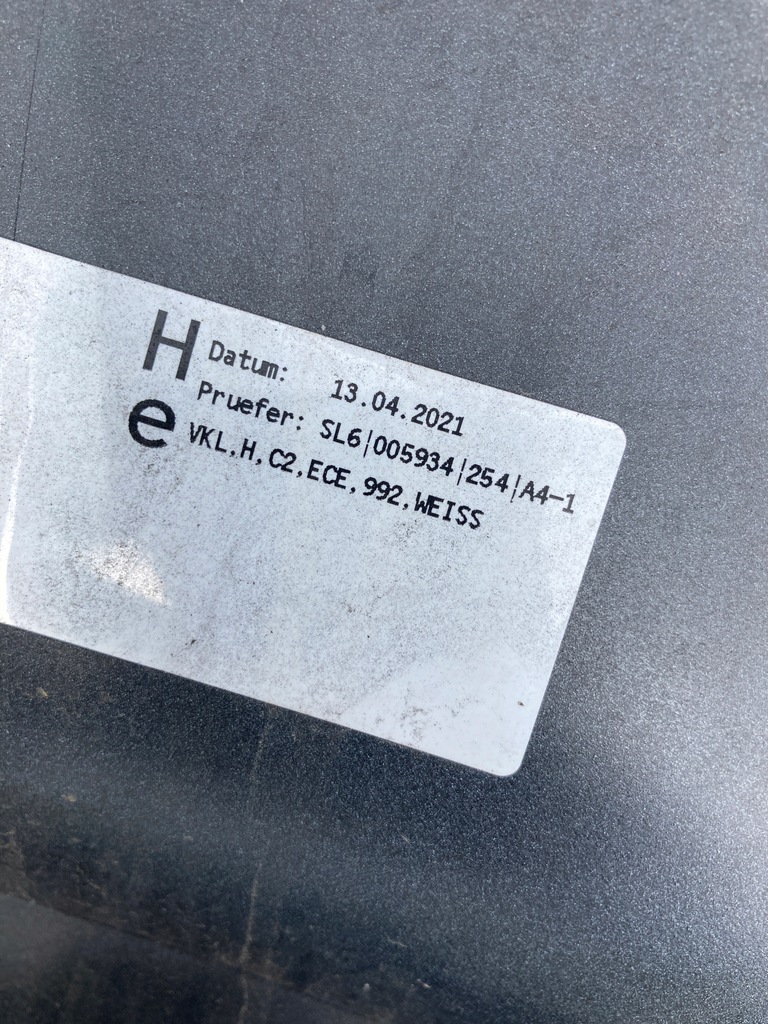 H
e
Datum: 13.04.2021
Pruefer: SL6|005934|254|A4-1
VKL,H,C2,ECE,992,WEISS